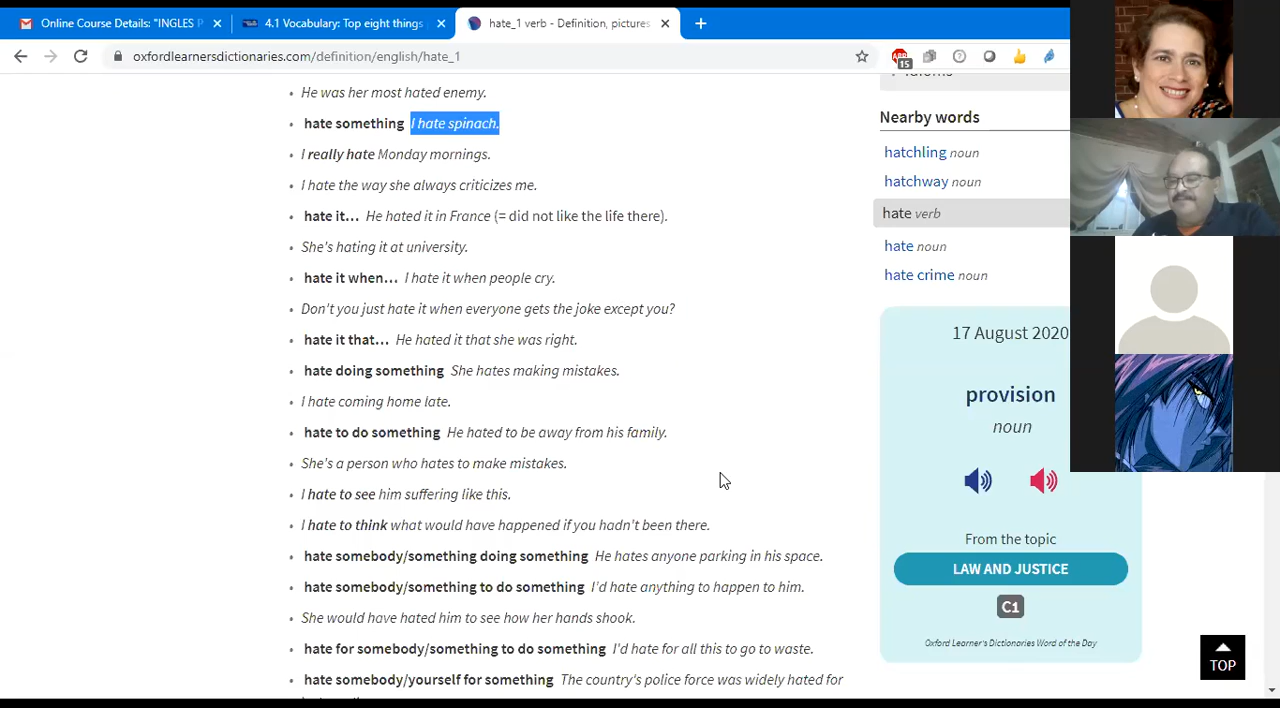 Online Course Details: "INGLES P
4.1 Vocabulary: Top eight things
hate_1 verb - Definition, pictures
oxfordlearnersdictionaries.com/definition/english/hate_1
15
He was her most hated enemy.
hate something I hate spinach.
I really hate Monday mornings.
I hate the way she always criticizes me.
hate it… He hated it in France (= did not like the life there).
She's hating it at university.
hate it when… I hate it when people cry.
Don't you just hate it when everyone gets the joke except you?
hate it that… He hated it that she was right.
hate doing something She hates making mistakes.
I hate coming home late.
hate to do something He hated to be away from his family.
She's a person who hates to make mistakes.
I hate to see him suffering like this.
I hate to think what would have happened if you hadn't been there.
hate somebody/something doing something He hates anyone parking in his space.
hate somebody/something to do something I'd hate anything to happen to him.
She would have hated him to see how her hands shook.
hate for somebody/something to do something I'd hate for all this to go to waste.
hate somebody/yourself for something The country's police force was widely hated for
Nearby words
hatchling noun
hatchway noun
hate verb
hate noun
hate crime noun
17 August 2020
provision
noun
From the topic
LAW AND JUSTICE
C1
Oxford Learner's Dictionaries Word of the Day
TOP